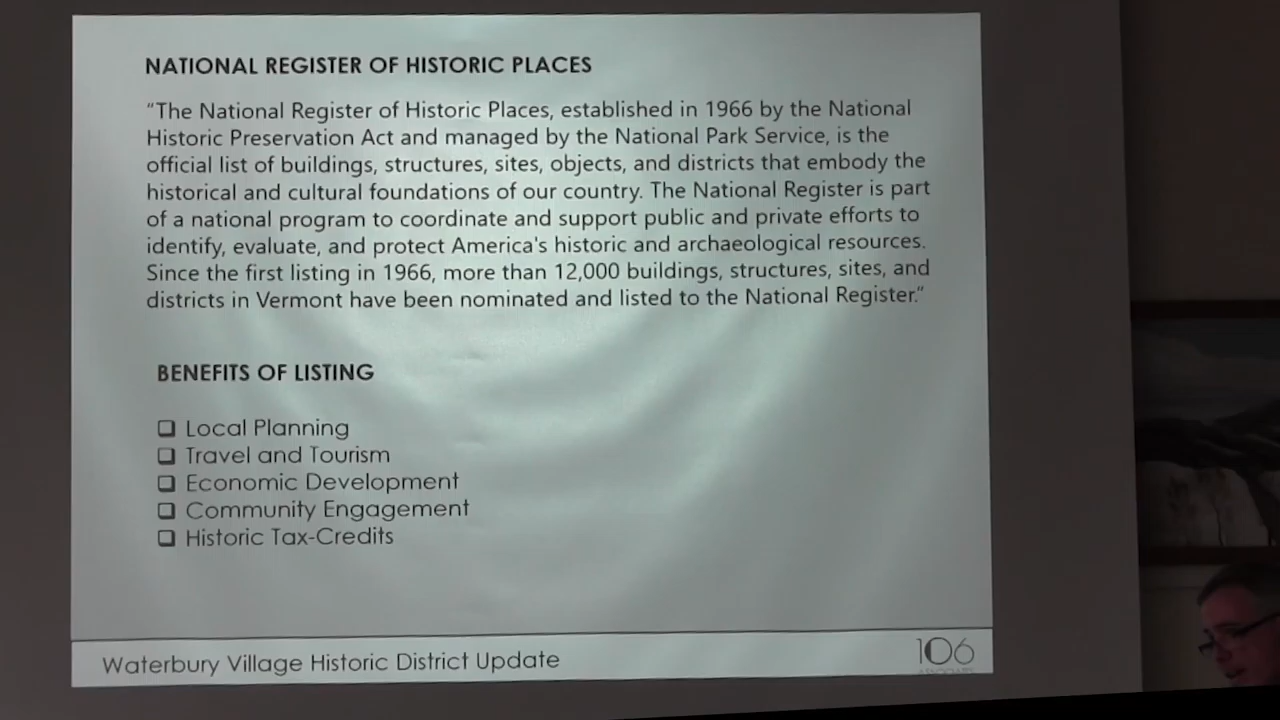 NATIONAL REGISTER OF HISTORIC PLACES
"The National Register of Historic Places, established in 1966 by the National
Historic Preservation Act and managed by the National Park Service, is the
official list of buildings, structures, sites, objects, and districts that embody the
historical and cultural foundations of our country. The National Register is part
of a national program to coordinate and support public and private efforts to
identify, evaluate, and protect America's historic and archaeological resources.
Since the first listing in 1966, more than 12,000 buildings, structures, sites, and
districts in Vermont have been nominated and listed to the National Register."
BENEFITS OF LISTING
❑ Local Planning
❑ Travel and Tourism
❑ Economic Development
❑ Community Engagement
❑ Historic Tax-Credits
Waterbury Village Historic District Update
106